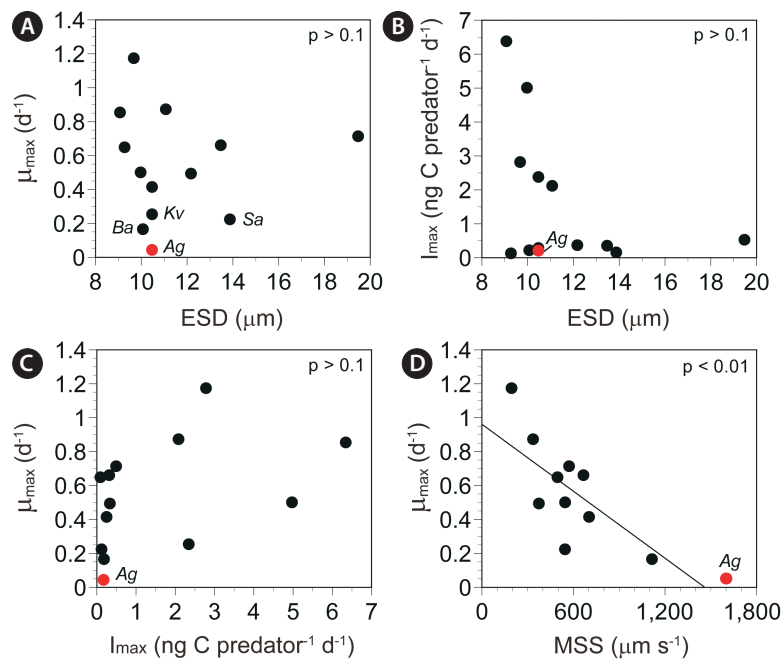 A
p > 0.1
1.4
1.2
1
0.8
0.6
0.4
0.2
0
μmax (d-1)
Kv
Ba
Sa
Ag
8 10 12 14 16 18 20
ESD (μm)
B
p > 0.1
7
6
5
4
3
2
1
0
Imax (ng C predator-1 d-1)
Ag
8 10 12 14 16 18 20
ESD (μm)
C
p > 0.1
1.4
1.2
1
0.8
0.6
0.4
0.2
0
μmax (d-1)
Ag
0 1 2 3 4 5 6 7
Imax (ng C predator-1 d-1)
D
p < 0.01
1.4
1.2
1
0.8
0.6
0.4
0.2
0
μmax (d-1)
Ag
0 600 1,200 1,800
MSS (μm s-1)